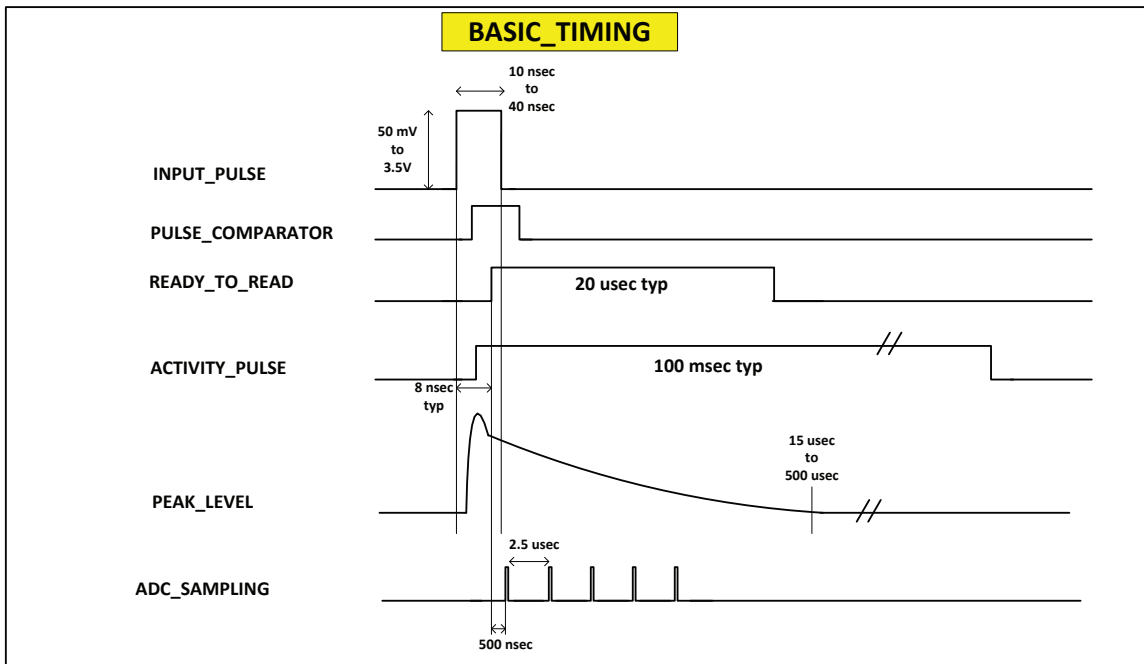 BASIC_TIMING
10 nsec
to
40 nsec
50 mV
to
3.5V
INPUT_PULSE
PULSE_COMPARATOR
READY_TO_READ
20 usec typ
ACTIVITY_PULSE
100 msec typ
8 nsec
typ
15 usec
to
500 usec
PEAK_LEVEL
2.5 usec
ADC_SAMPLING
500 nsec